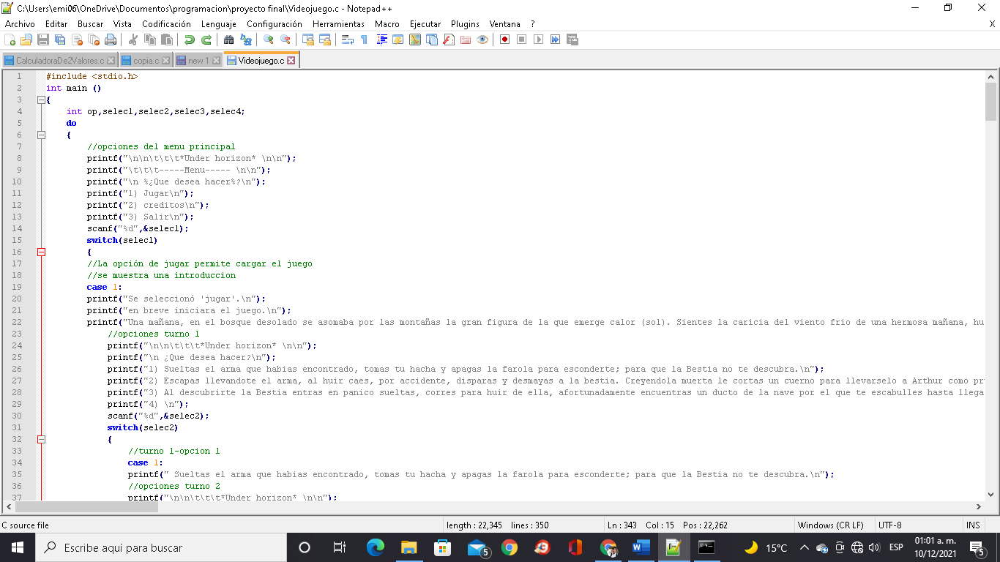 C:\Users\emi06\OneDrive\Documentos\programacion\proyecto final\Videojuego.c - Notepad++
Archivo Editar Buscar Vista Codificación Lenguaje Configuración Herramientas Macro Ejecutar Plugins Ventana ? X
CalculadoraDe2Valores.c copia.c new 1 Videojuego.c
1 #include <stdio.h>
2 int main ()
3 {
4 int op,selec1,selec2,selec3,selec4;
5 do
6 {
7 //opciones del menu principal
8 printf("\n\n\t\t\t*Under horizon* \n\n");
9 printf("\t\t\t-----Menu----- \n\n");
10 printf("\n %¿Que desea hacer%?\n");
11 printf("1) Jugar\n");
12 printf("2) creditos\n");
13 printf("3) Salir\n");
14 scanf("%d",&selec1);
15 switch(selec1)
16 {
17 //La opción de jugar permite cargar el juego
18 //se muestra una introduccion
19 case 1:
20 printf("Se seleccionó 'jugar'.\n");
21 printf("en breve iniciara el juego.\n");
22 printf("Una mañana, en el bosque desolado se asomaba por las montañas la gran figura de la que emerge calor (sol). Sientes la caricia del viento frio de una hermosa mañana, hu
23 //opciones turno 1
24 printf("\n\n\t\t\t*Under horizon* \n\n");
25 printf("\n ¿Que desea hacer?\n");
26 printf("1) Sueltas el arma que habias encontrado, tomas tu hacha y apagas la farola para esconderte; para que la Bestia no te descubra.\n");
27 printf("2) Escapas llevandote el arma, al huir caes, por accidente, disparas y desmayas a la bestia. Creyendola muerta le cortas un cuerno para llevarselo a Arthur como pr
28 printf("3) Al descubrirte la Bestia entras en panico sueltas, corres para huir de ella, afortunadamente encuentras un ducto de la nave por el que te escabulles hasta llega
29 printf("4) \n");
30 scanf("%d",&selec2);
31 switch(selec2)
32 {
33 //turno 1-opcion 1
34 case 1:
35 printf(" Sueltas el arma que habias encontrado, tomas tu hacha y apagas la farola para esconderte; para que la Bestia no te descubra.\n");
36 //opciones turno 2
37 printf("\n\n\t\t\t*Under horizon* \n\n");
C source file length : 22,345 lines : 350 Ln : 343 Col : 15 Pos : 22,262 Windows (CR LF) UTF-8 INS
Escribe aquí para buscar 5 15°C ESP 01:01 a. m. 5
10/12/2021